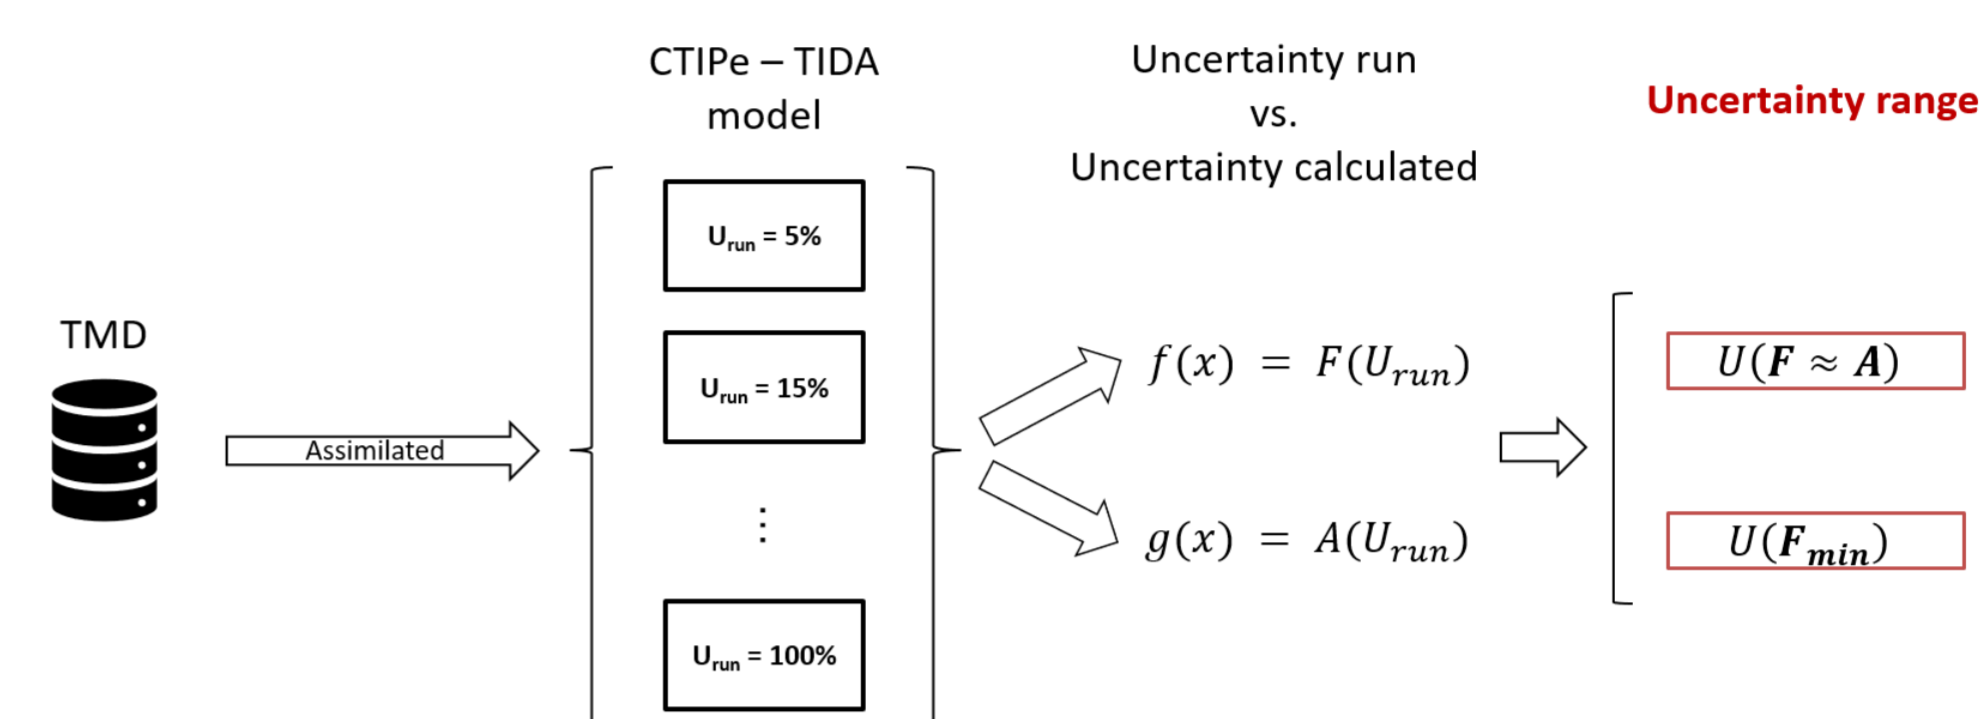 TMD
Assimilated
CTIPe – TIDA
model
U_run = 5%
U_run = 15%
⋮
U_run = 100%
Uncertainty run
vs.
Uncertainty calculated
f(x) = F(U_run)
g(x) = A(U_run)
Uncertainty range
U(F ≈ A)
U(F_min)